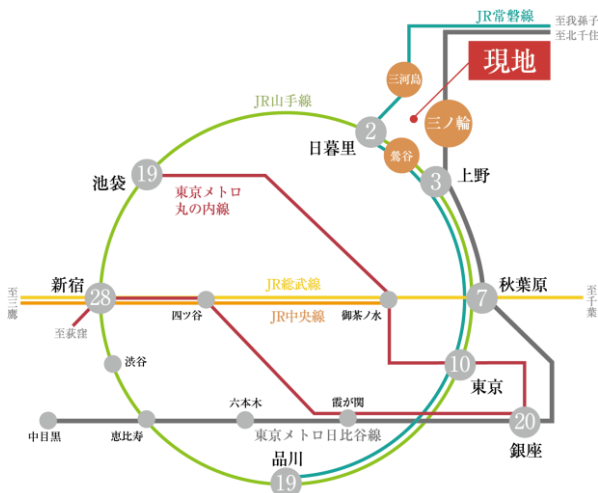 JR常磐線
至我孫子
至北千住
現地
三河島
三ノ輪
JR山手線
2
日暮里
鶯谷
3
上野
19
池袋
東京メトロ
丸の内線
新宿
28
至三鷹
JR総武線
7
秋葉原
至千葉
四ツ谷
JR中央線
御茶ノ水
至荻窪
渋谷
10
東京
六本木
霞が関
中目黒
恵比寿
東京メトロ日比谷線
20
銀座
品川
19